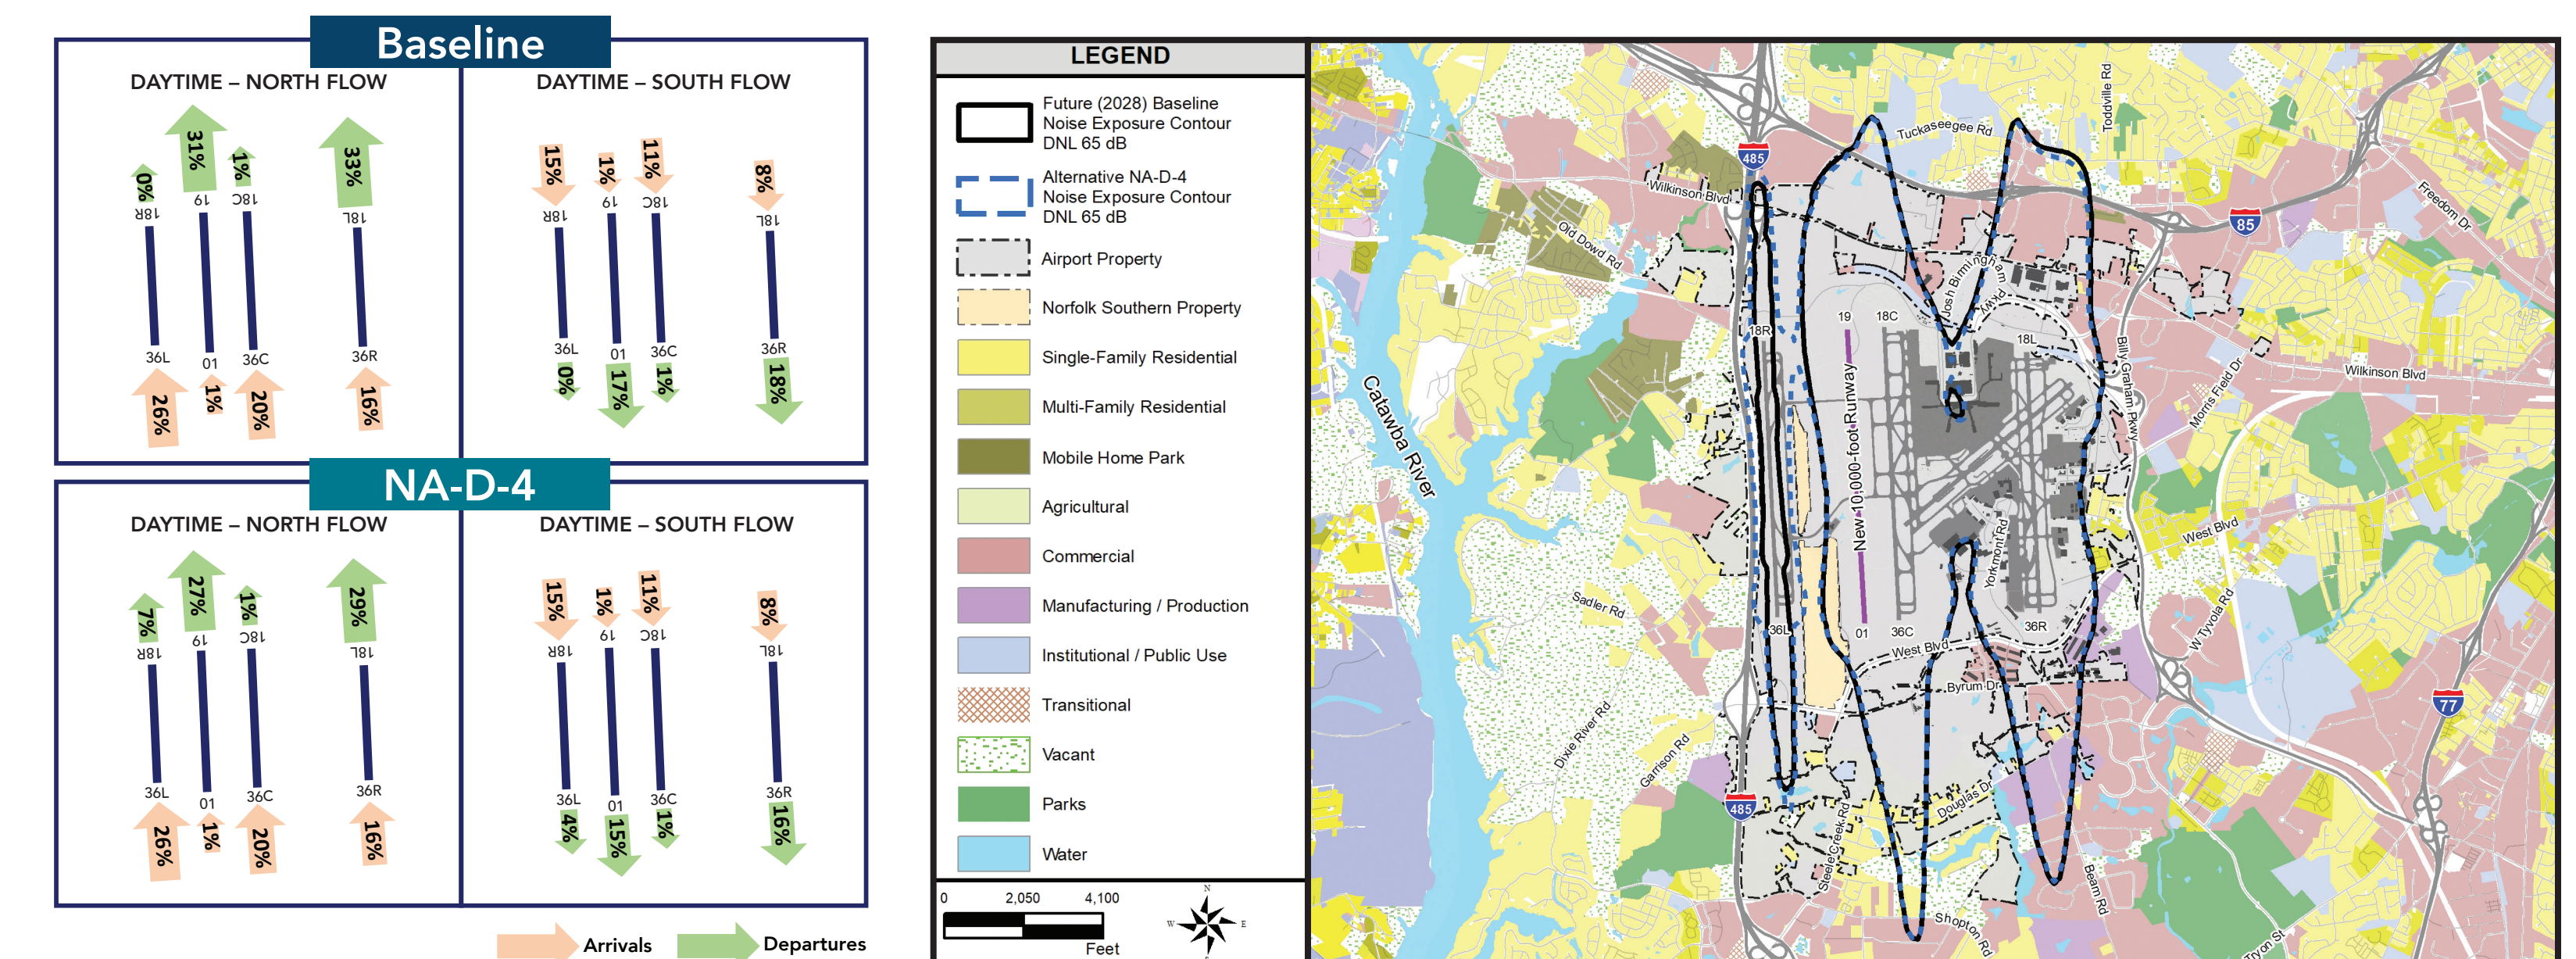 Baseline
DAYTIME – NORTH FLOW
DAYTIME – SOUTH FLOW
0%
31%
1%
33%
18R
19
18C
18L
36L
01
36C
36R
26%
1%
20%
16%
15%
1%
11%
8%
18R
19
18C
18L
36L
01
36C
36R
0%
17%
1%
18%
NA-D-4
DAYTIME – NORTH FLOW
DAYTIME – SOUTH FLOW
7%
27%
1%
29%
18R
19
18C
18L
36L
01
36C
36R
26%
1%
20%
16%
15%
1%
11%
8%
18R
19
18C
18L
36L
01
36C
36R
4%
15%
1%
16%
Arrivals
Departures
LEGEND
Future (2028) Baseline
Noise Exposure Contour
DNL 65 dB
Alternative NA-D-4
Noise Exposure Contour
DNL 65 dB
Airport Property
Norfolk Southern Property
Single-Family Residential
Multi-Family Residential
Mobile Home Park
Agricultural
Commercial
Manufacturing / Production
Institutional / Public Use
Transitional
Vacant
Parks
Water
0 2,050 4,100
Feet
N
W E
Toddville Rd
Tuckaseegee Rd
485
Wilkinson Blvd
Freedom Dr
85
Old Dowd Rd
Josh Birmingham Pkwy
18R
19
18C
18L
Billy Graham Pkwy
Wilkinson Blvd
Morris Field Dr
Catawba River
New 10,000-foot Runway
West Blvd
Yorkmont Rd
Sadler Rd
W Tyvola Rd
36L
01
36C
36R
West Blvd
Byrum Dr
77
Dixie River Rd
Garrison Rd
485
Douglas Dr
Steele Creek Rd
Beam Rd
Shopton Rd
Tryon St